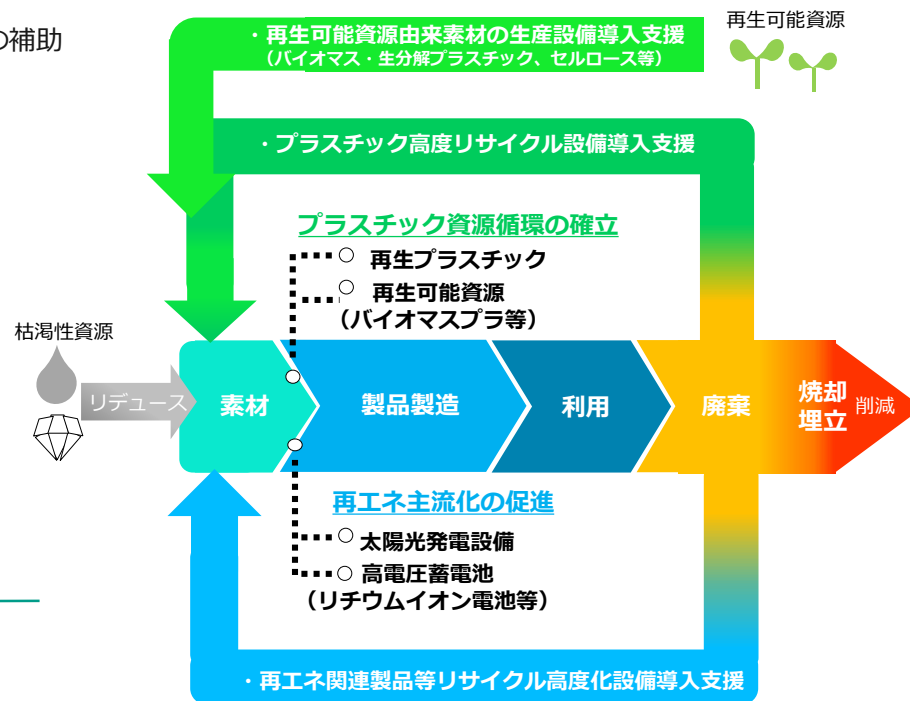 の補助
再生可能資源
・再生可能資源由来素材の生産設備導入支援
（バイオマス・生分解プラスチック、セルロース等）
・プラスチック高度リサイクル設備導入支援
プラスチック資源循環の確立
再生プラスチック
再生可能資源
（バイオマスプラ等）
枯渇性資源
リデュース
素材
製品製造
利用
廃棄
焼却
埋立
削減
再エネ主流化の促進
太陽光発電設備
高電圧蓄電池
（リチウムイオン電池等）
・再エネ関連製品等リサイクル高度化設備導入支援